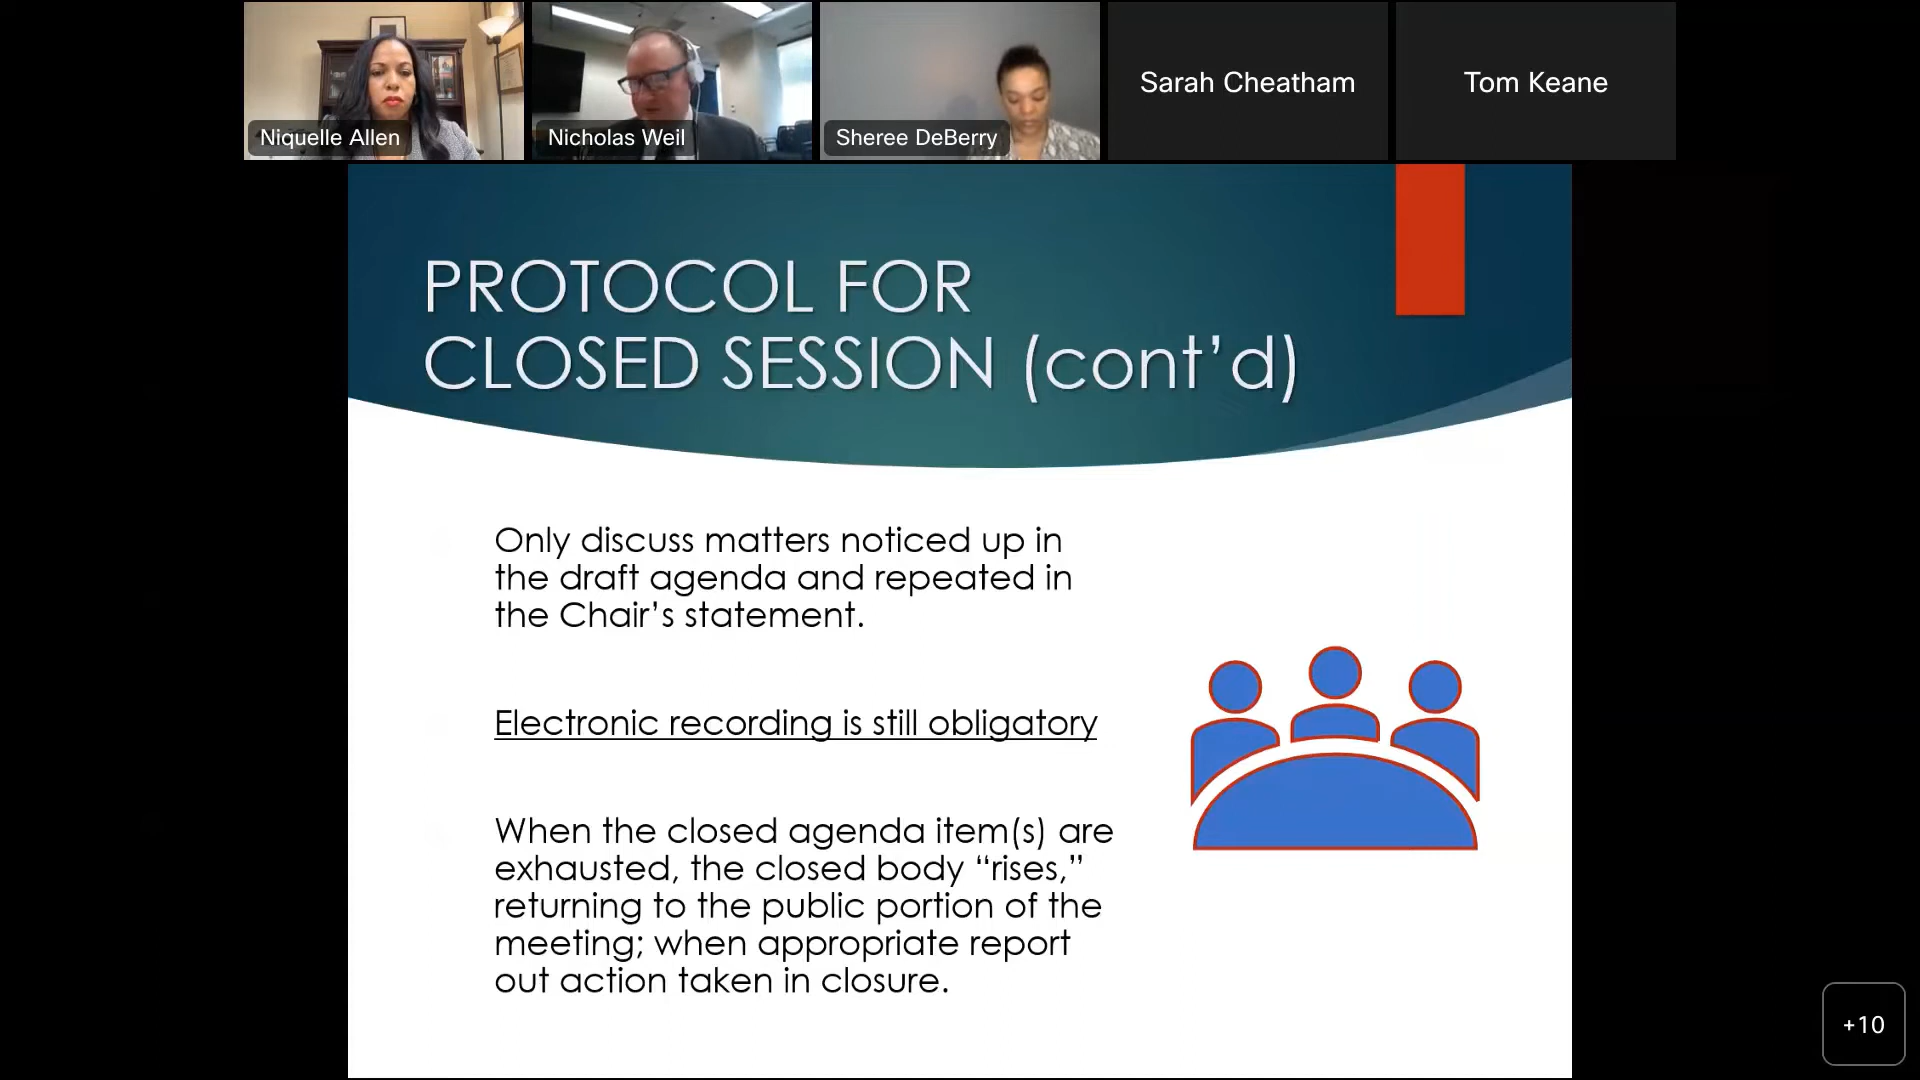 Niquelle Allen
Nicholas Weil
Sheree DeBerry
Sarah Cheatham
Tom Keane
PROTOCOL FOR
CLOSED SESSION (cont’d)
Only discuss matters noticed up in
the draft agenda and repeated in
the Chair’s statement.
Electronic recording is still obligatory
When the closed agenda item(s) are
exhausted, the closed body “rises,”
returning to the public portion of the
meeting; when appropriate report
out action taken in closure.
+10